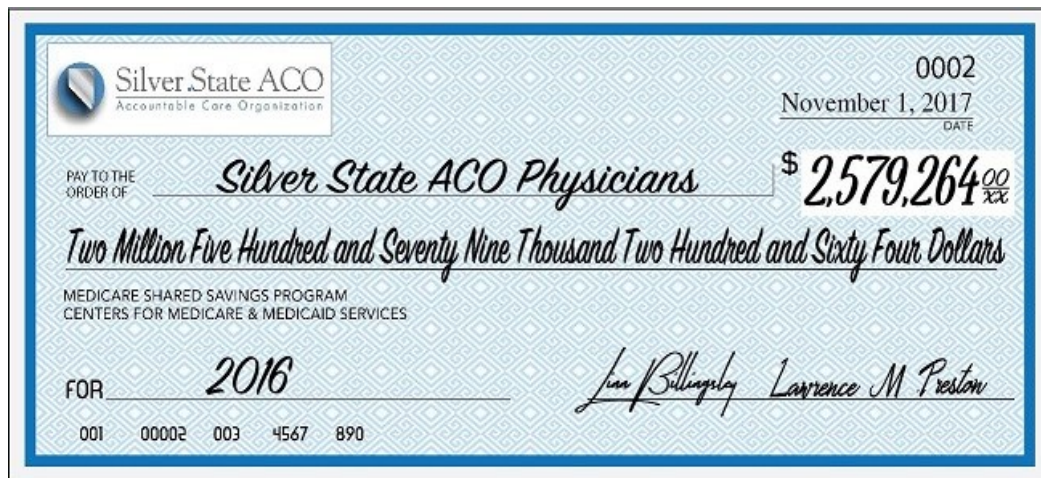 Silver State ACO
Accountable Care Organization
0002
November 1, 2017
DATE
PAY TO THE
ORDER OF
Silver State ACO Physicians
$ 2,579,264 00/xx
Two Million Five Hundred and Seventy Nine Thousand Two Hundred and Sixty Four Dollars
MEDICARE SHARED SAVINGS PROGRAM
CENTERS FOR MEDICARE & MEDICAID SERVICES
FOR 2016
Billingsley Lawrence M Preston
001 00002 003 4567 890